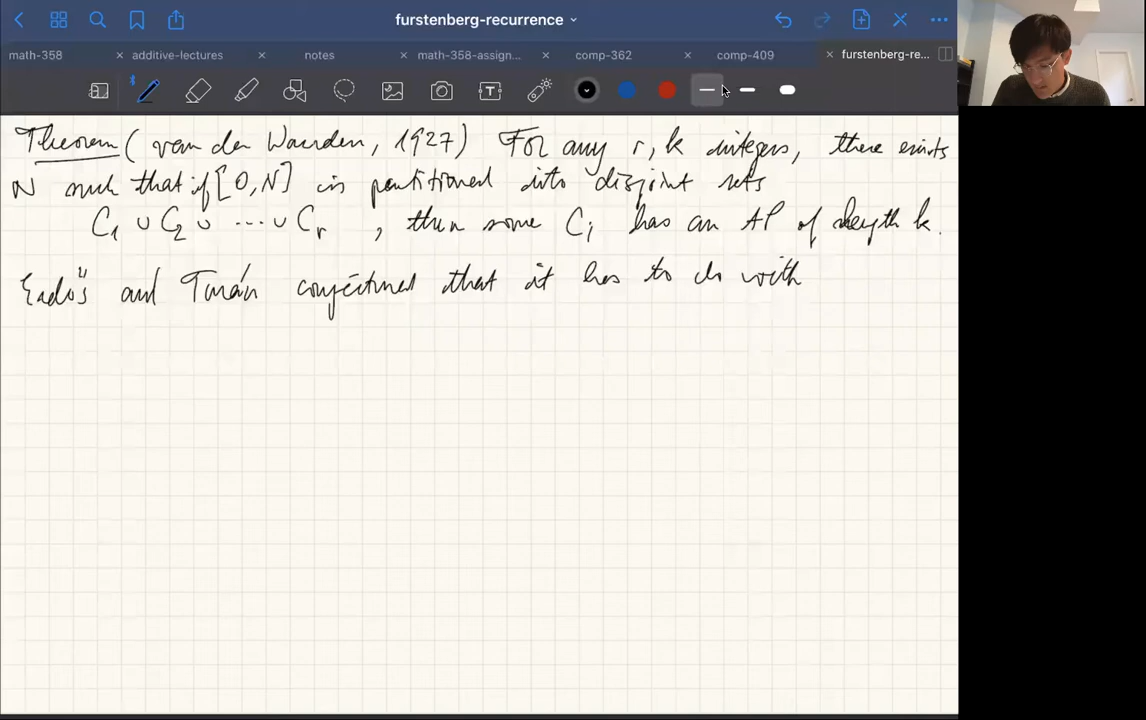 furstenberg-recurrence
math-358
additive-lectures
notes
math-358-assign...
comp-362
comp-409
furstenberg-re...
Theorem (van der Waerden, 1927) For any r, k integers, there exists
N such that if [0,N] is partitioned into disjoint sets
C₁ ∪ C₂ ∪ ... ∪ Cᵣ , then some Cᵢ has an AP of length k.
Erdős and Turán conjectured that it has to do with